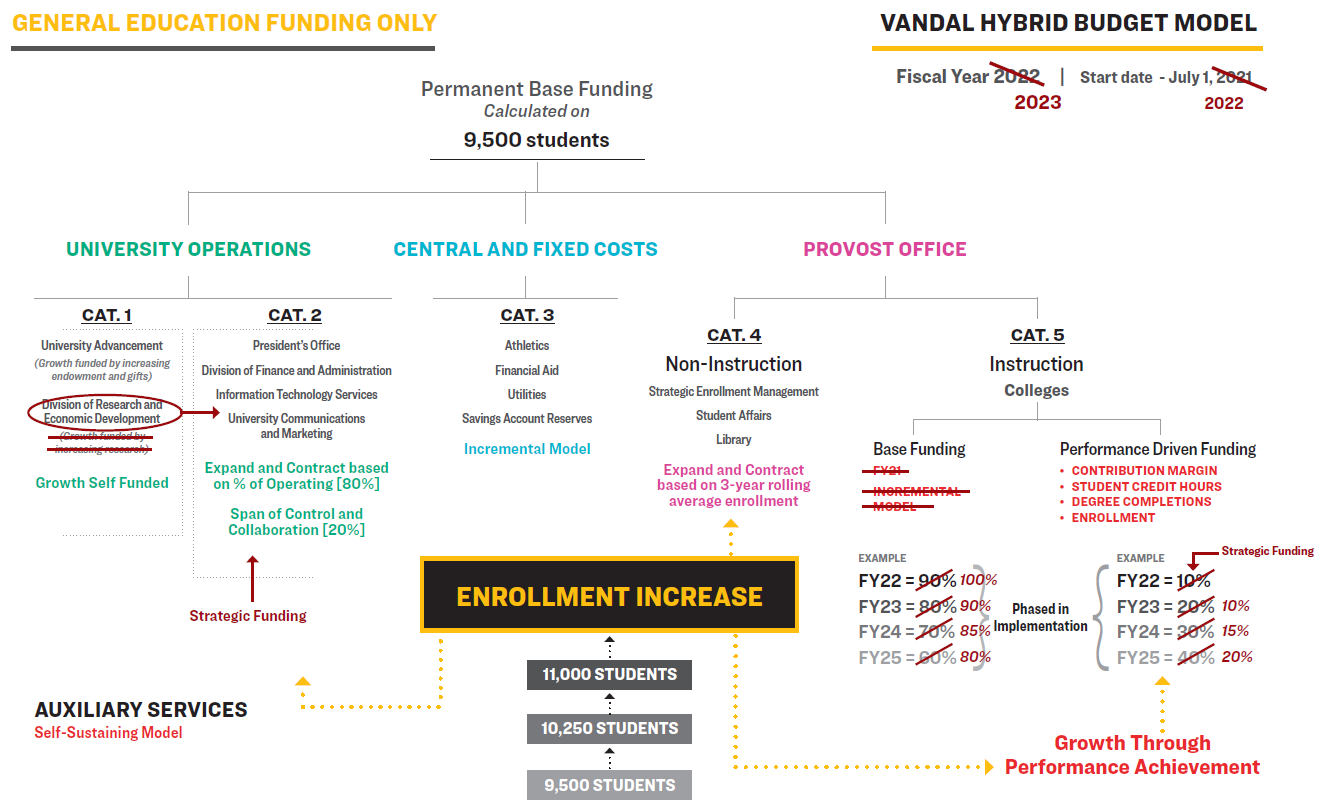 GENERAL EDUCATION FUNDING ONLY
VANDAL HYBRID BUDGET MODEL
Fiscal Year 2022 | Start date - July 1, 2021
2023
2022
Permanent Base Funding
Calculated on
9,500 students
UNIVERSITY OPERATIONS
CENTRAL AND FIXED COSTS
PROVOST OFFICE
CAT. 1
University Advancement
(Growth funded by increasing
endowment and gifts)
Division of Research and
Economic Development
(Growth funded by
increasing research)
Growth Self Funded
CAT. 2
President's Office
Division of Finance and Administration
Information Technology Services
University Communications
and Marketing
Expand and Contract based
on % of Operating [80%]
Span of Control and
Collaboration [20%]
Strategic Funding
CAT. 3
Athletics
Financial Aid
Utilities
Savings Account Reserves
Incremental Model
CAT. 4
Non-Instruction
Strategic Enrollment Management
Student Affairs
Library
Expand and Contract
based on 3-year rolling
average enrollment
CAT. 5
Instruction
Colleges
Base Funding
FY21
INCREMENTAL
MODEL
Performance Driven Funding
• CONTRIBUTION MARGIN
• STUDENT CREDIT HOURS
• DEGREE COMPLETIONS
• ENROLLMENT
EXAMPLE
FY22 = 90% 100%
FY23 = 80% 90%
FY24 = 70% 85%
FY25 = 60% 80%
Phased in
Implementation
EXAMPLE
Strategic Funding
FY22 = 10%
FY23 = 20% 10%
FY24 = 30% 15%
FY25 = 40% 20%
ENROLLMENT INCREASE
11,000 STUDENTS
10,250 STUDENTS
9,500 STUDENTS
AUXILIARY SERVICES
Self-Sustaining Model
Growth Through
Performance Achievement